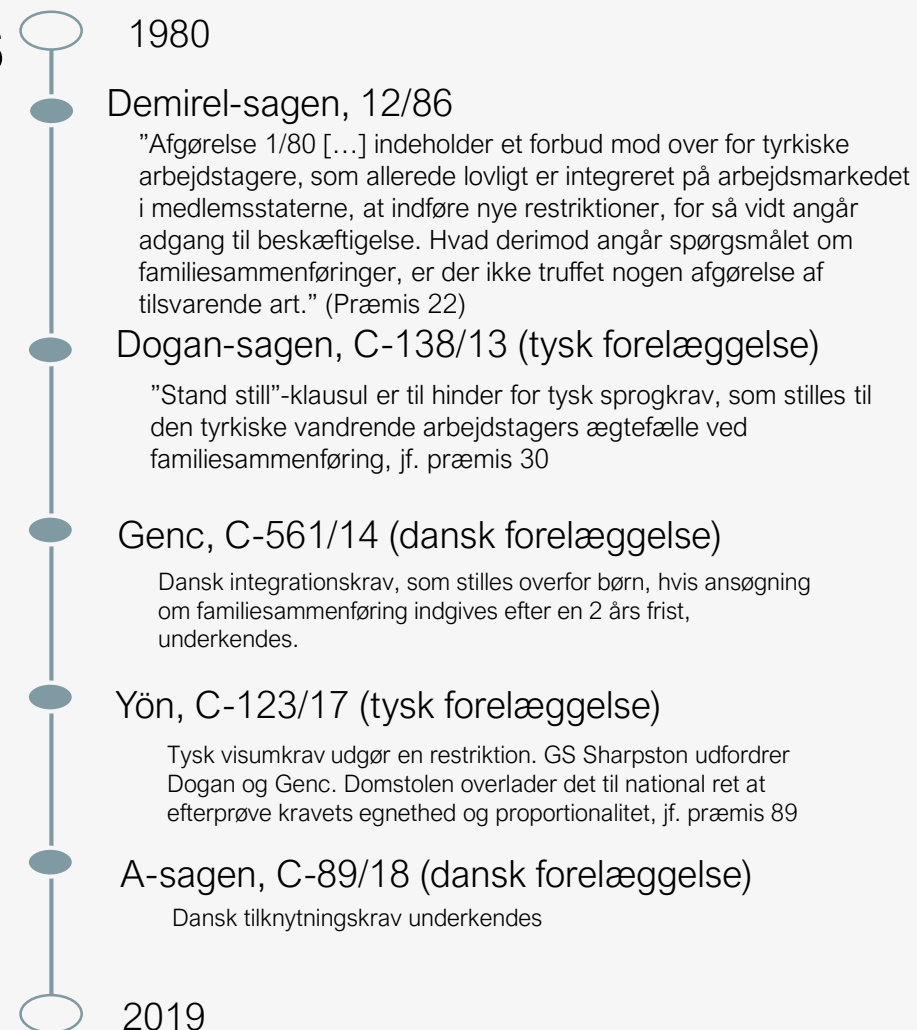 1980
Demirel-sagen, 12/86
”Afgørelse 1/80 […] indeholder et forbud mod over for tyrkiske
arbejdstagere, som allerede lovligt er integreret på arbejdsmarkedet
i medlemsstaterne, at indføre nye restriktioner, for så vidt angår
adgang til beskæftigelse. Hvad derimod angår spørgsmålet om
familiesammenføringer, er der ikke truffet nogen afgørelse af
tilsvarende art.” (Præmis 22)
Dogan-sagen, C-138/13 (tysk forelæggelse)
”Stand still”-klausul er til hinder for tysk sprogkrav, som stilles til
den tyrkiske vandrende arbejdstagers ægtefælle ved
familiesammenføring, jf. præmis 30
Genc, C-561/14 (dansk forelæggelse)
Dansk integrationskrav, som stilles overfor børn, hvis ansøgning
om familiesammenføring indgives efter en 2 års frist,
underkendes.
Yön, C-123/17 (tysk forelæggelse)
Tysk visumkrav udgør en restriktion. GS Sharpston udfordrer
Dogan og Genc. Domstolen overlader det til national ret at
efterprøve kravets egnethed og proportionalitet, jf. præmis 89
A-sagen, C-89/18 (dansk forelæggelse)
Dansk tilknytningskrav underkendes
2019